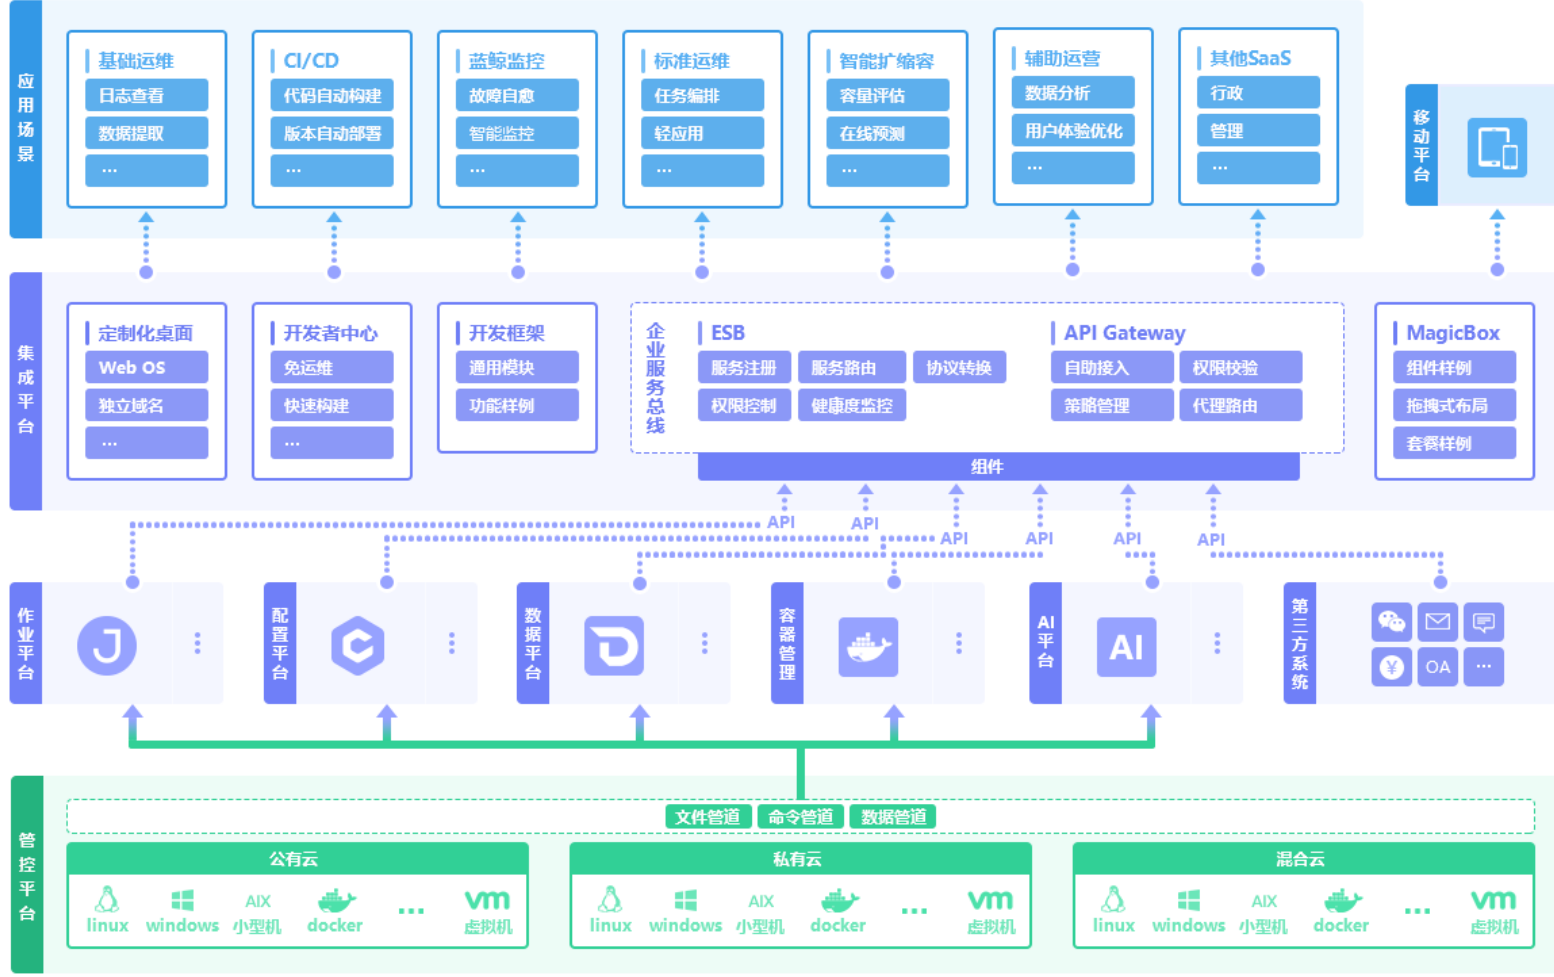 应用场景
基础运维
日志查看
数据提取
...
CI/CD
代码自动构建
版本自动部署
...
蓝鲸监控
故障自愈
智能监控
...
标准运维
任务编排
轻应用
...
智能扩缩容
容量评估
在线预测
...
辅助运营
数据分析
用户体验优化
...
其他SaaS
行政
管理
...
移动平台
集成平台
定制化桌面
Web OS
独立域名
...
开发者中心
免运维
快速构建
...
开发框架
通用模块
功能样例
企业服务总线
ESB
服务注册 服务路由 协议转换
权限控制 健康度监控
API Gateway
自助接入 权限校验
策略管理 代理路由
组件
MagicBox
组件样例
拖拽式布局
套餐样例
API API API API API API
作业平台
J
配置平台
C
数据平台
D
容器管理
AI平台
AI
第三方系统
¥ OA ...
管控平台
文件管道 命令管道 数据管道
公有云
AIX vm
linux windows 小型机 docker ... 虚拟机
私有云
AIX vm
linux windows 小型机 docker ... 虚拟机
混合云
AIX vm
linux windows 小型机 docker ... 虚拟机